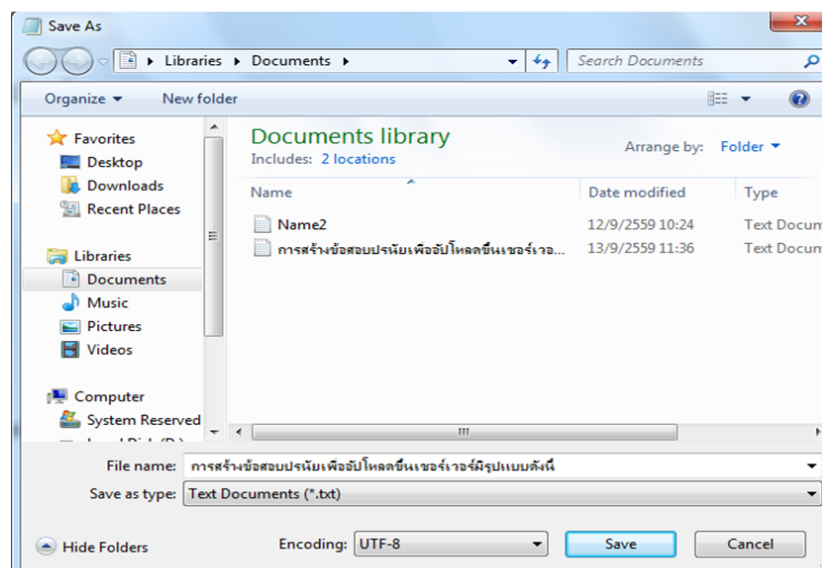 Save As
Libraries Documents
Search Documents
Organize New folder
Favorites
Desktop
Downloads
Recent Places
Libraries
Documents
Music
Pictures
Videos
Computer
System Reserved
Documents library
Includes: 2 locations
Arrange by: Folder
Name Date modified Type
Name2 12/9/2559 10:24 Text Docum
การสร้างข้อสอบปรนัยเพื่ออัปโหลดขึ้นเซอร์เวอ... 13/9/2559 11:36 Text Docum
File name: การสร้างข้อสอบปรนัยเพื่ออัปโหลดขึ้นเซอร์เวอร์มีรูปแบบดังนี้
Save as type: Text Documents (*.txt)
Hide Folders Encoding: UTF-8 Save Cancel